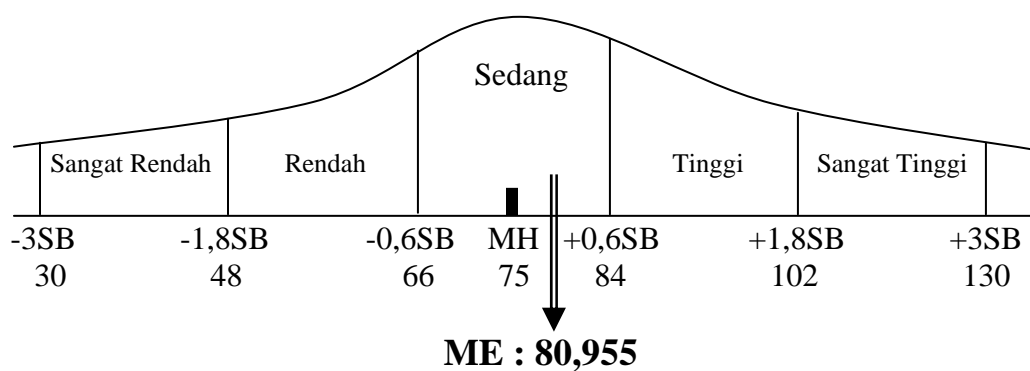 Sedang
Sangat Rendah Rendah Tinggi Sangat Tinggi
-3SB -1,8SB -0,6SB MH +0,6SB +1,8SB +3SB
30 48 66 75 84 102 130
ME : 80,955